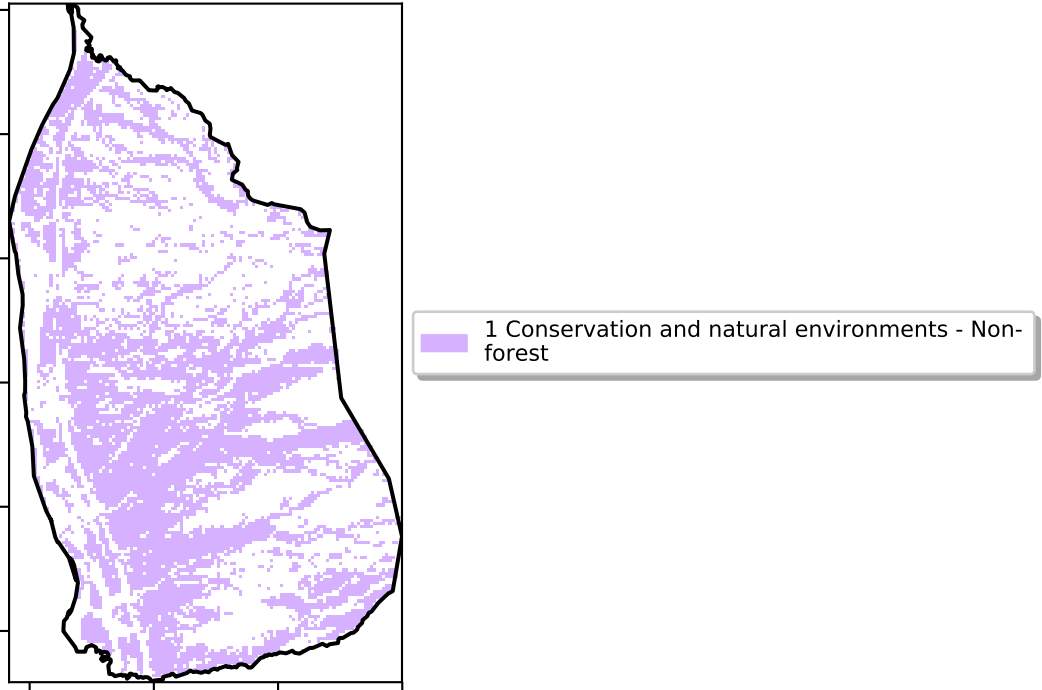 1 Conservation and natural environments - Non-
forest